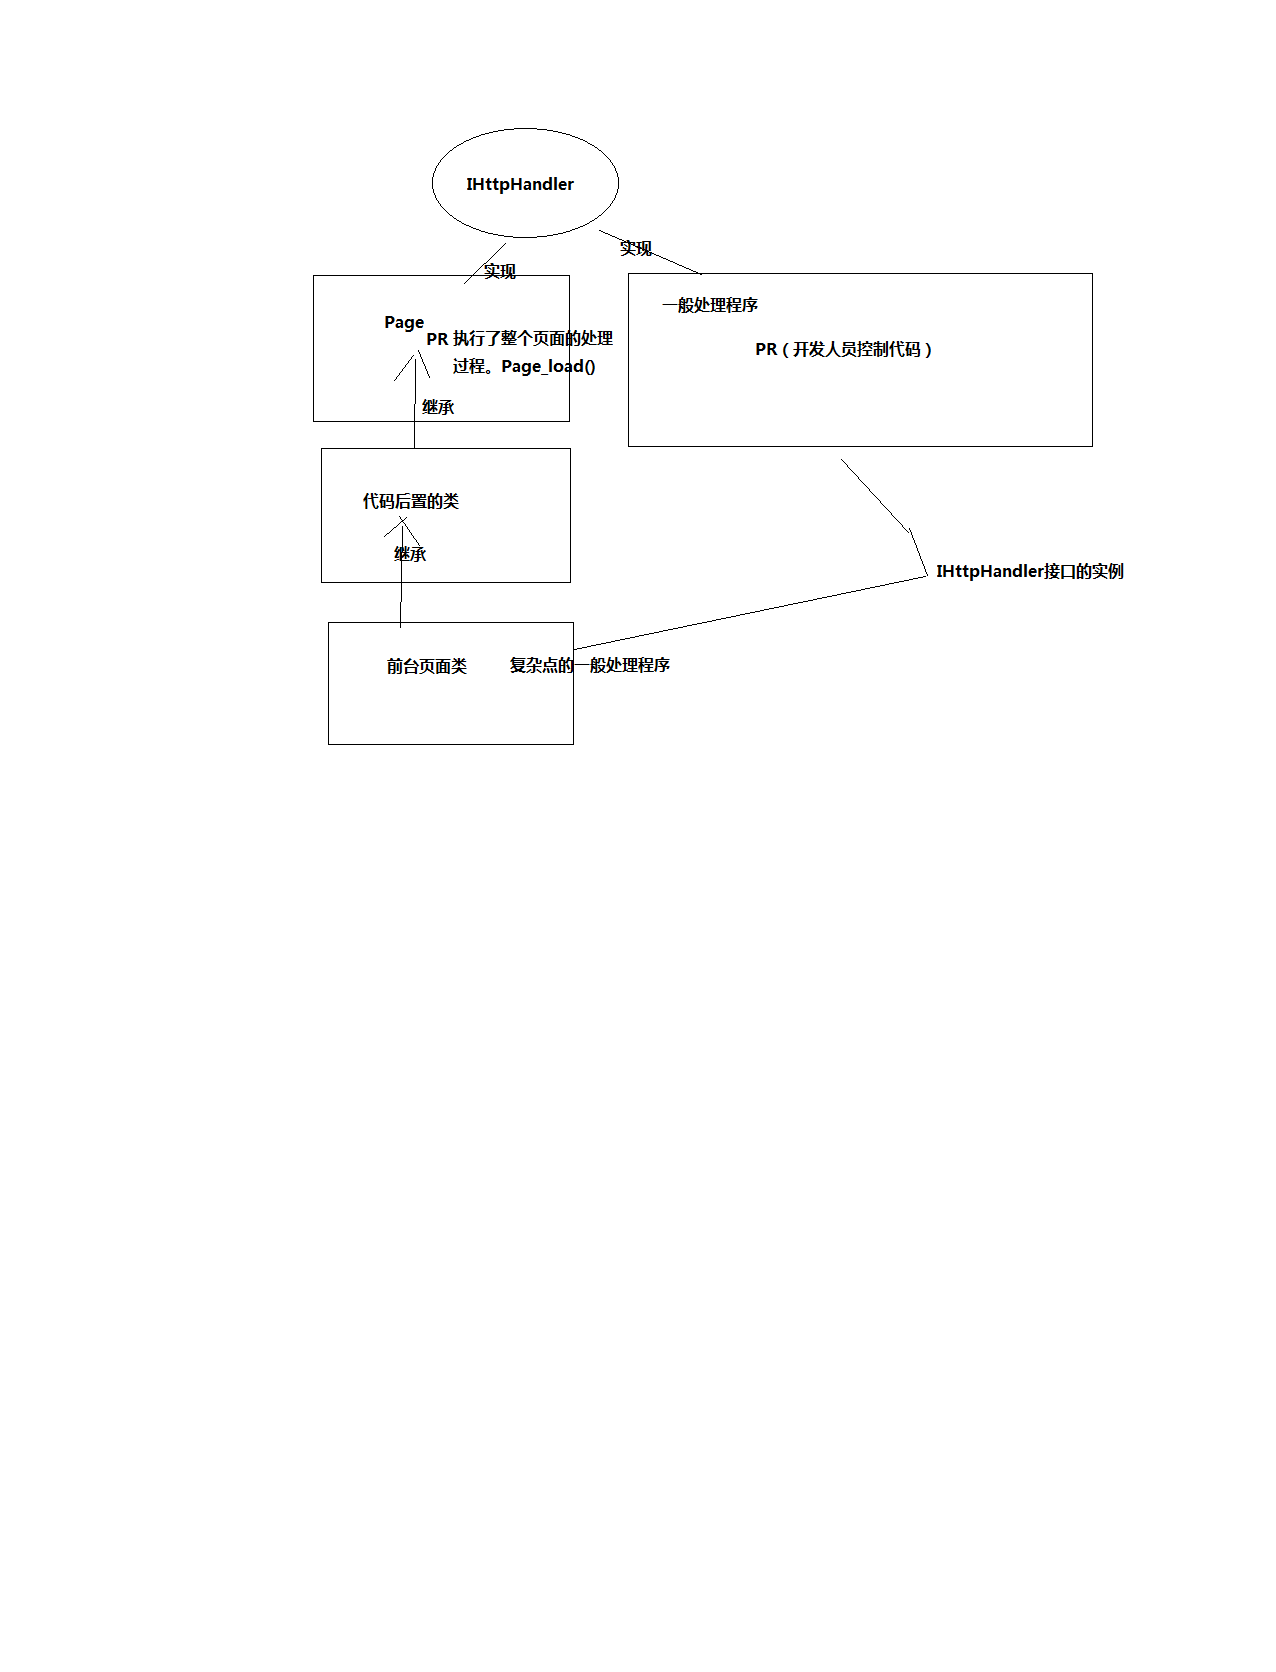 IHttpHandler
实现
实现
Page
PR 执行了整个页面的处理
过程。Page_load()
继承
一般处理程序
PR（开发人员控制代码）
代码后置的类
继承
IHttpHandler接口的实例
前台页面类
复杂点的一般处理程序